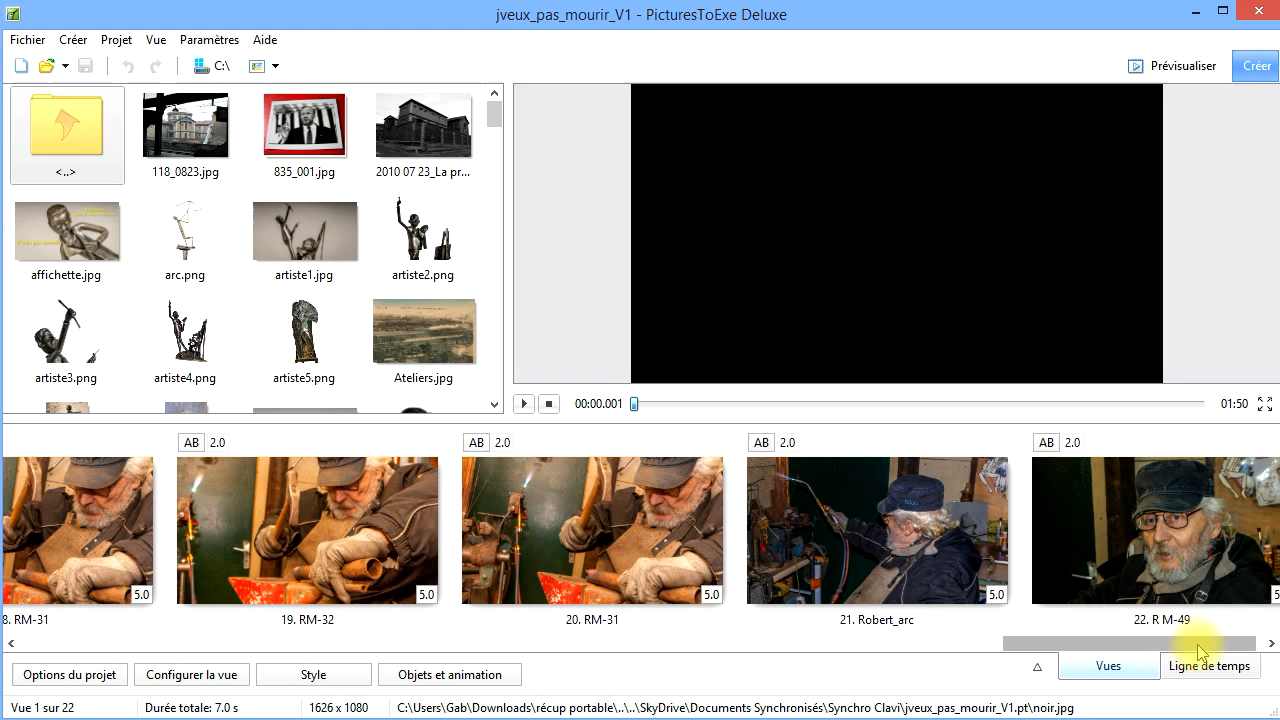 jveux_pas_mourir_V1 - PicturesToExe Deluxe
Fichier Créer Projet Vue Paramètres Aide
C:\ Prévisualiser Créer
<..> 118_0823.jpg 835_001.jpg 2010 07 23_La pr...
affichette.jpg arc.png artiste1.jpg artiste2.png
artiste3.png artiste4.png artiste5.png Ateliers.jpg
00:00.001 01:50
AB 2.0 AB 2.0 AB 2.0 AB 2.0
5.0 5.0 5.0 5.0 5
8. RM-31 19. RM-32 20. RM-31 21. Robert_arc 22. R M-49
Options du projet Configurer la vue Style Objets et animation Vues Ligne de temps
Vue 1 sur 22 Durée totale: 7.0 s 1626 x 1080 C:\Users\Gab\Downloads\récup portable\..\..\SkyDrive\Documents Synchronisés\Synchro Clavi\jveux_pas_mourir_V1.pt\noir.jpg